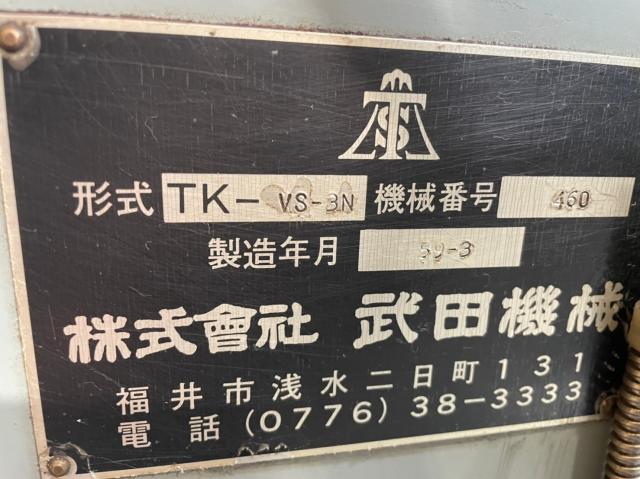 TS
形式 TK- VS-3N 機械番号 460
製造年月 59-3
株式會社 武田機械
福井市浅水二日町131
電話(0776)38-3333